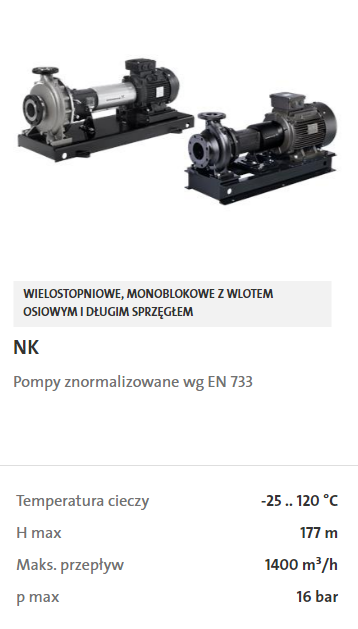 WIELOSTOPNIOWE, MONOBLOKOWE Z WLOTEM
OSIOWYM I DŁUGIM SPRZĘGŁEM
NK
Pompy znormalizowane wg EN 733
Temperatura cieczy -25 .. 120 °C
H max 177 m
Maks. przepływ 1400 m³/h
p max 16 bar